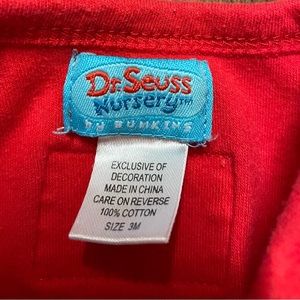 Dr. Seuss
Nursery™
by BUMKINS
EXCLUSIVE OF
DECORATION
MADE IN CHINA
CARE ON REVERSE
100% COTTON
SIZE 3M